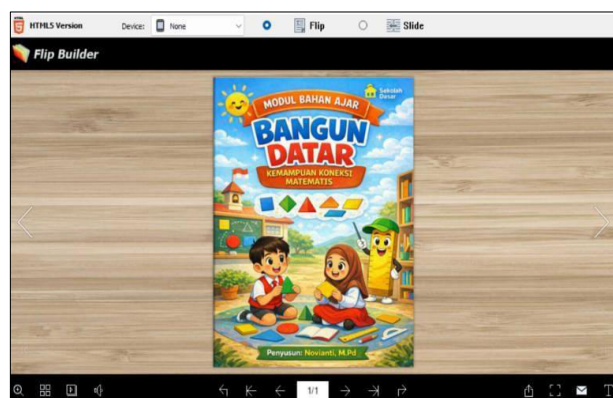 HTML5 Version Device: None Flip Slide
Flip Builder
Sekolah
Dasar
MODUL BAHAN AJAR
BANGUN
DATAR
KEMAMPUAN KONEKSI
MATEMATIS
Penyusun: Novianti, M.Pd
1/1